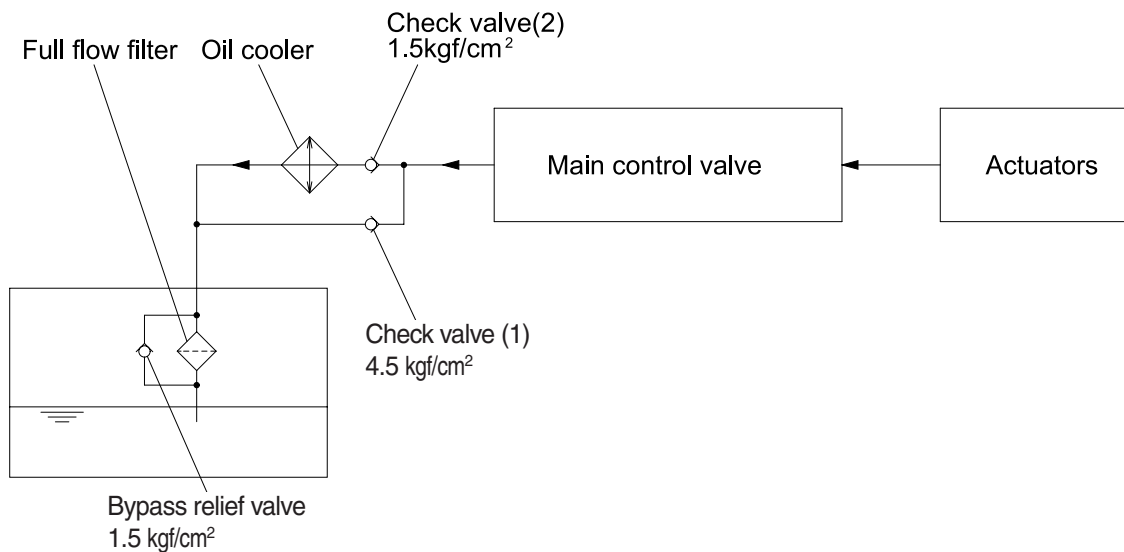 Check valve(2)
1.5kgf/cm²
Full flow filter
Oil cooler
Main control valve
Actuators
Check valve (1)
4.5 kgf/cm²
Bypass relief valve
1.5 kgf/cm²